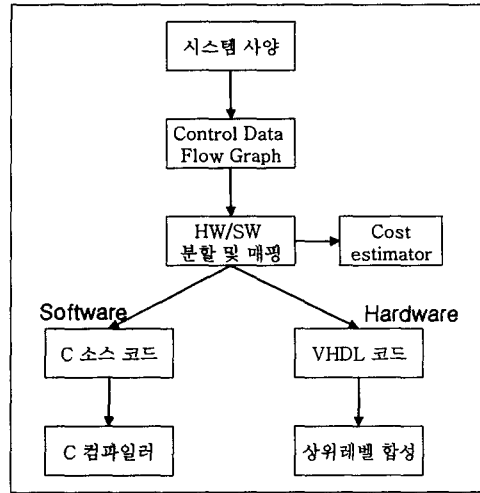 시스템 사양
Control Data
Flow Graph
HW/SW
분할 및 매핑
Cost
estimator
Software
Hardware
C 소스 코드
VHDL 코드
C 컴파일러
상위레벨 합성